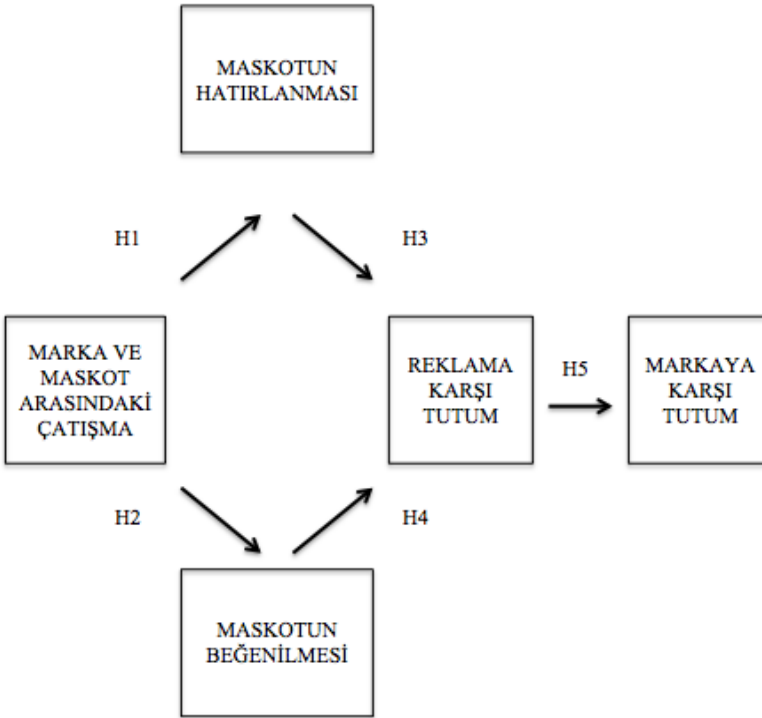 MASKOTUN
HATIRLANMASI
H1
H3
MARKA VE
MASKOT
ARASINDAKİ
ÇATIŞMA
REKLAMA
KARŞI
TUTUM
H5
MARKAYA
KARŞI
TUTUM
H2
H4
MASKOTUN
BEĞENİLMESİ